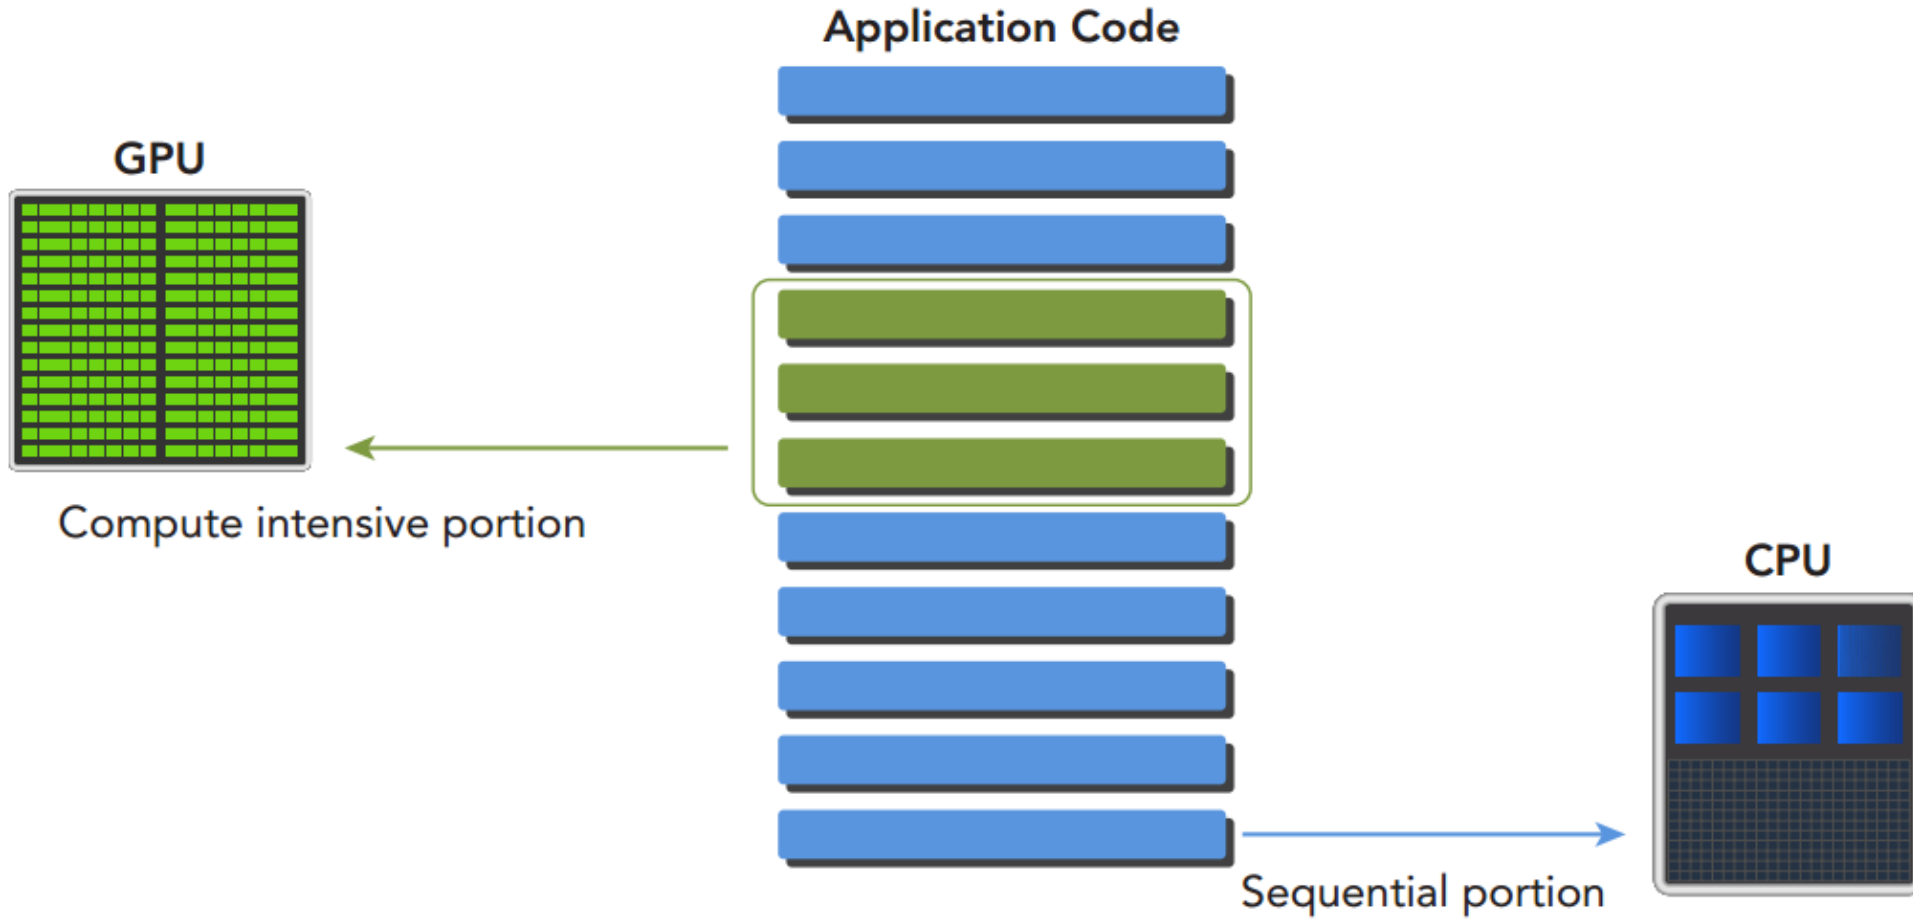 Application Code
GPU
Compute intensive portion
CPU
Sequential portion